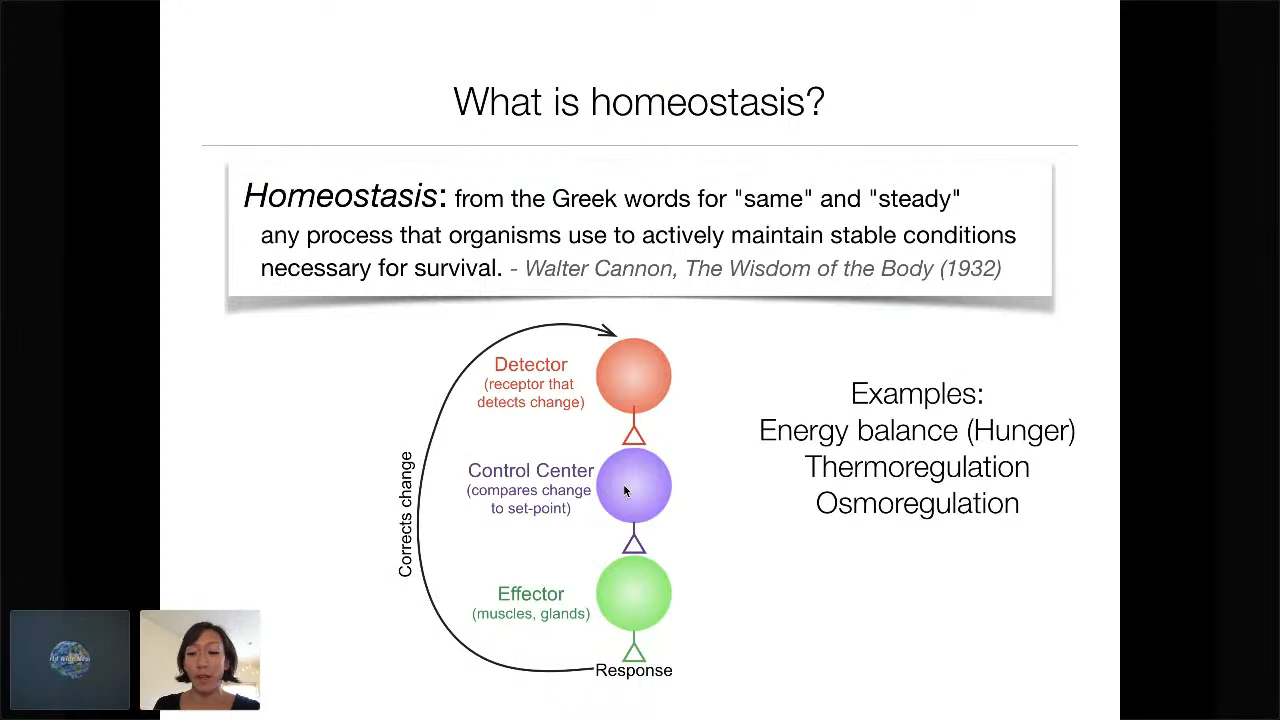 What is homeostasis?
Homeostasis: from the Greek words for "same" and "steady"
any process that organisms use to actively maintain stable conditions
necessary for survival. - Walter Cannon, The Wisdom of the Body (1932)
Detector
(receptor that
detects change)
Control Center
(compares change
to set-point)
Effector
(muscles, glands)
Response
Corrects change
Examples:
Energy balance (Hunger)
Thermoregulation
Osmoregulation